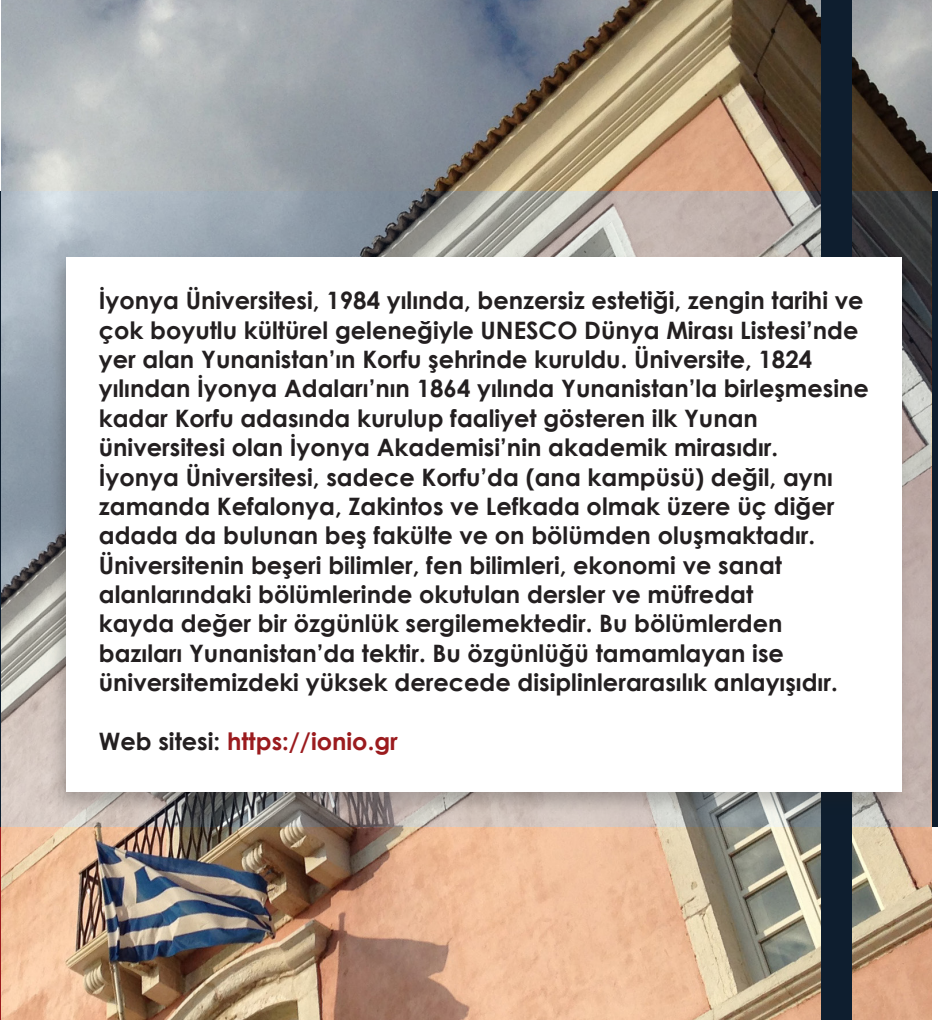 İyonya Üniversitesi, 1984 yılında, benzersiz estetiği, zengin tarihi ve
çok boyutlu kültürel geleneğiyle UNESCO Dünya Mirası Listesi’nde
yer alan Yunanistan’ın Korfu şehrinde kuruldu. Üniversite, 1824
yılından İyonya Adaları’nın 1864 yılında Yunanistan’la birleşmesine
kadar Korfu adasında kurulup faaliyet gösteren ilk Yunan
üniversitesi olan İyonya Akademisi’nin akademik mirasıdır.
İyonya Üniversitesi, sadece Korfu’da (ana kampüsü) değil, aynı
zamanda Kefalonya, Zakintos ve Lefkada olmak üzere üç diğer
adada da bulunan beş fakülte ve on bölümden oluşmaktadır.
Üniversitenin beşeri bilimler, fen bilimleri, ekonomi ve sanat
alanlarındaki bölümlerinde okutulan dersler ve müfredat
kayda değer bir özgünlük sergilemektedir. Bu bölümlerden
bazıları Yunanistan’da tektir. Bu özgünlüğü tamamlayan ise
üniversitemizdeki yüksek derecede disiplinlerarasılık anlayışıdır.
Web sitesi: https://ionio.gr